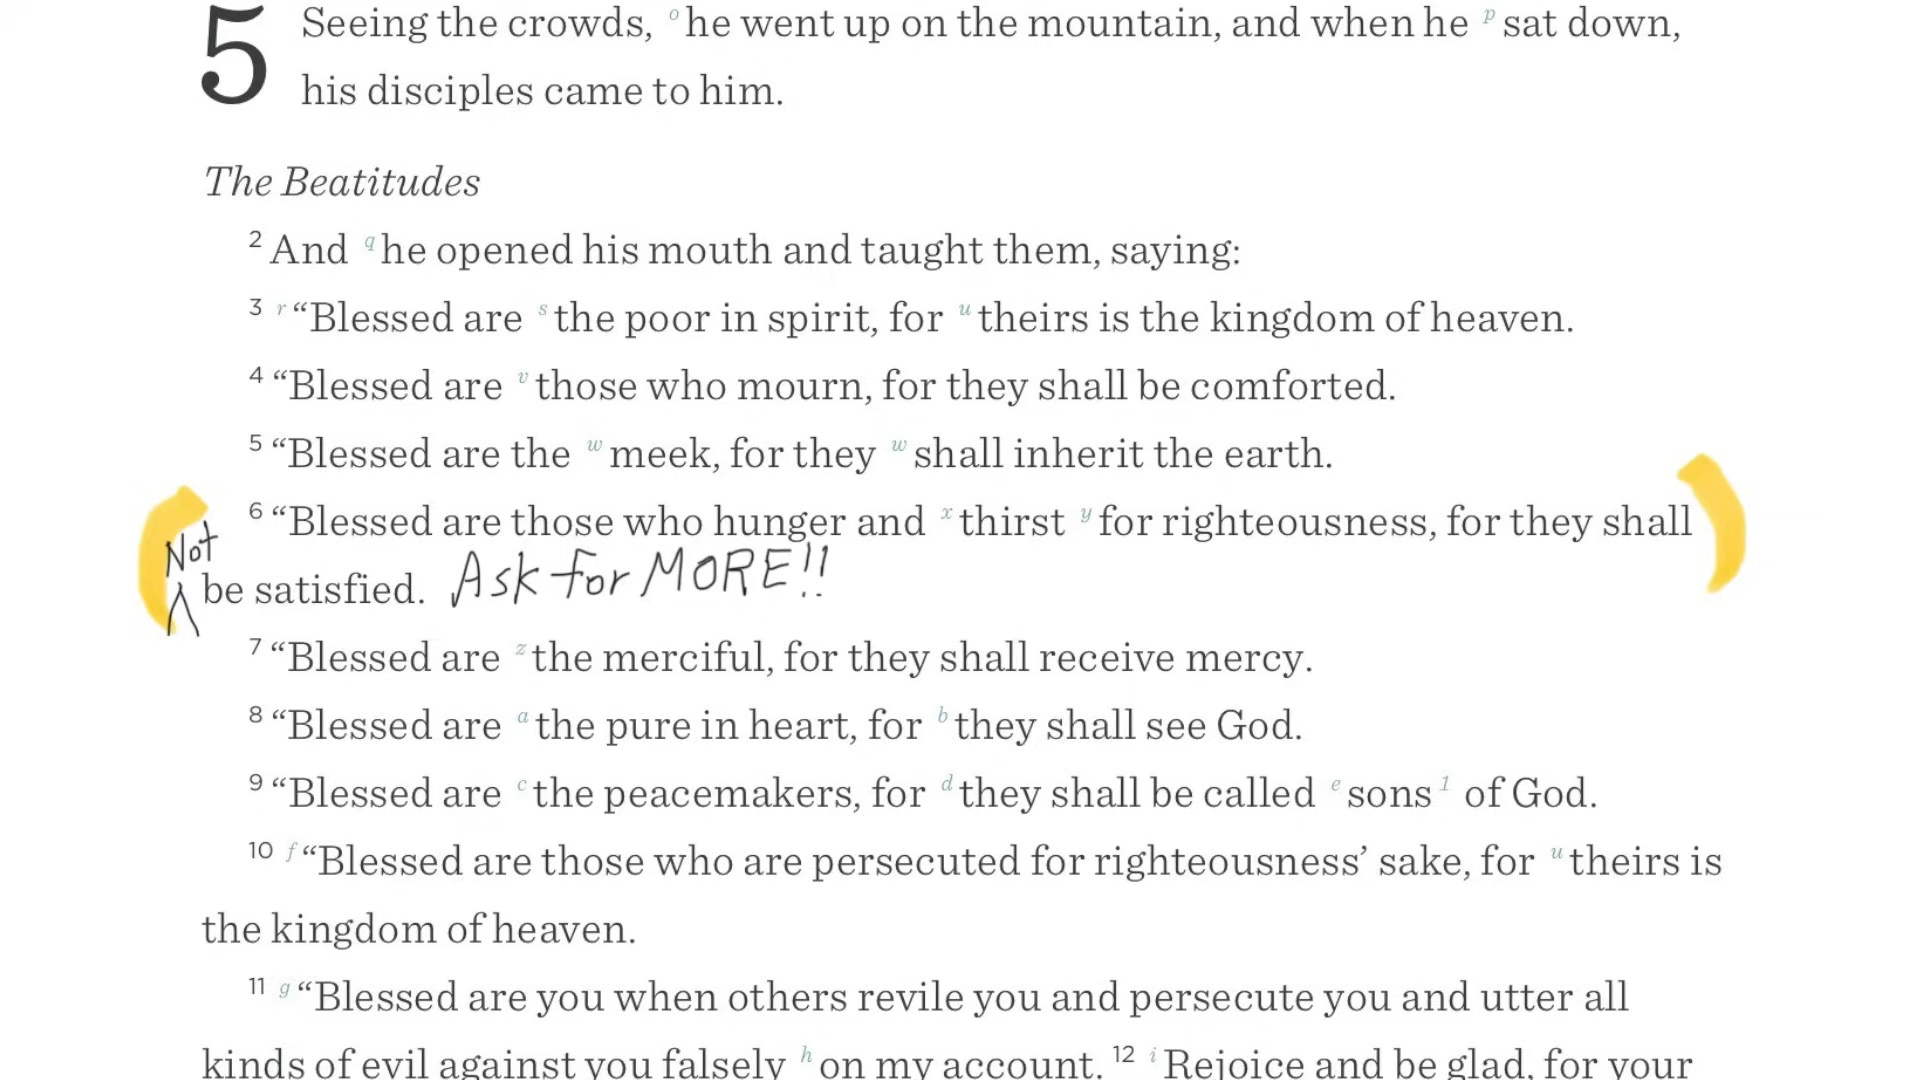 5 Seeing the crowds, o he went up on the mountain, and when he p sat down,
his disciples came to him.
The Beatitudes
2 And q he opened his mouth and taught them, saying:
3 r “Blessed are s the poor in spirit, for u theirs is the kingdom of heaven.
4 “Blessed are v those who mourn, for they shall be comforted.
5 “Blessed are the w meek, for they w shall inherit the earth.
6 “Blessed are those who hunger and x thirst y for righteousness, for they shall
Not
be satisfied. Ask for MORE!!
7 “Blessed are z the merciful, for they shall receive mercy.
8 “Blessed are a the pure in heart, for b they shall see God.
9 “Blessed are c the peacemakers, for d they shall be called e sons 1 of God.
10 f “Blessed are those who are persecuted for righteousness’ sake, for u theirs is
the kingdom of heaven.
11 g “Blessed are you when others revile you and persecute you and utter all
kinds of evil against you falsely h on my account. 12 i Rejoice and be glad, for your